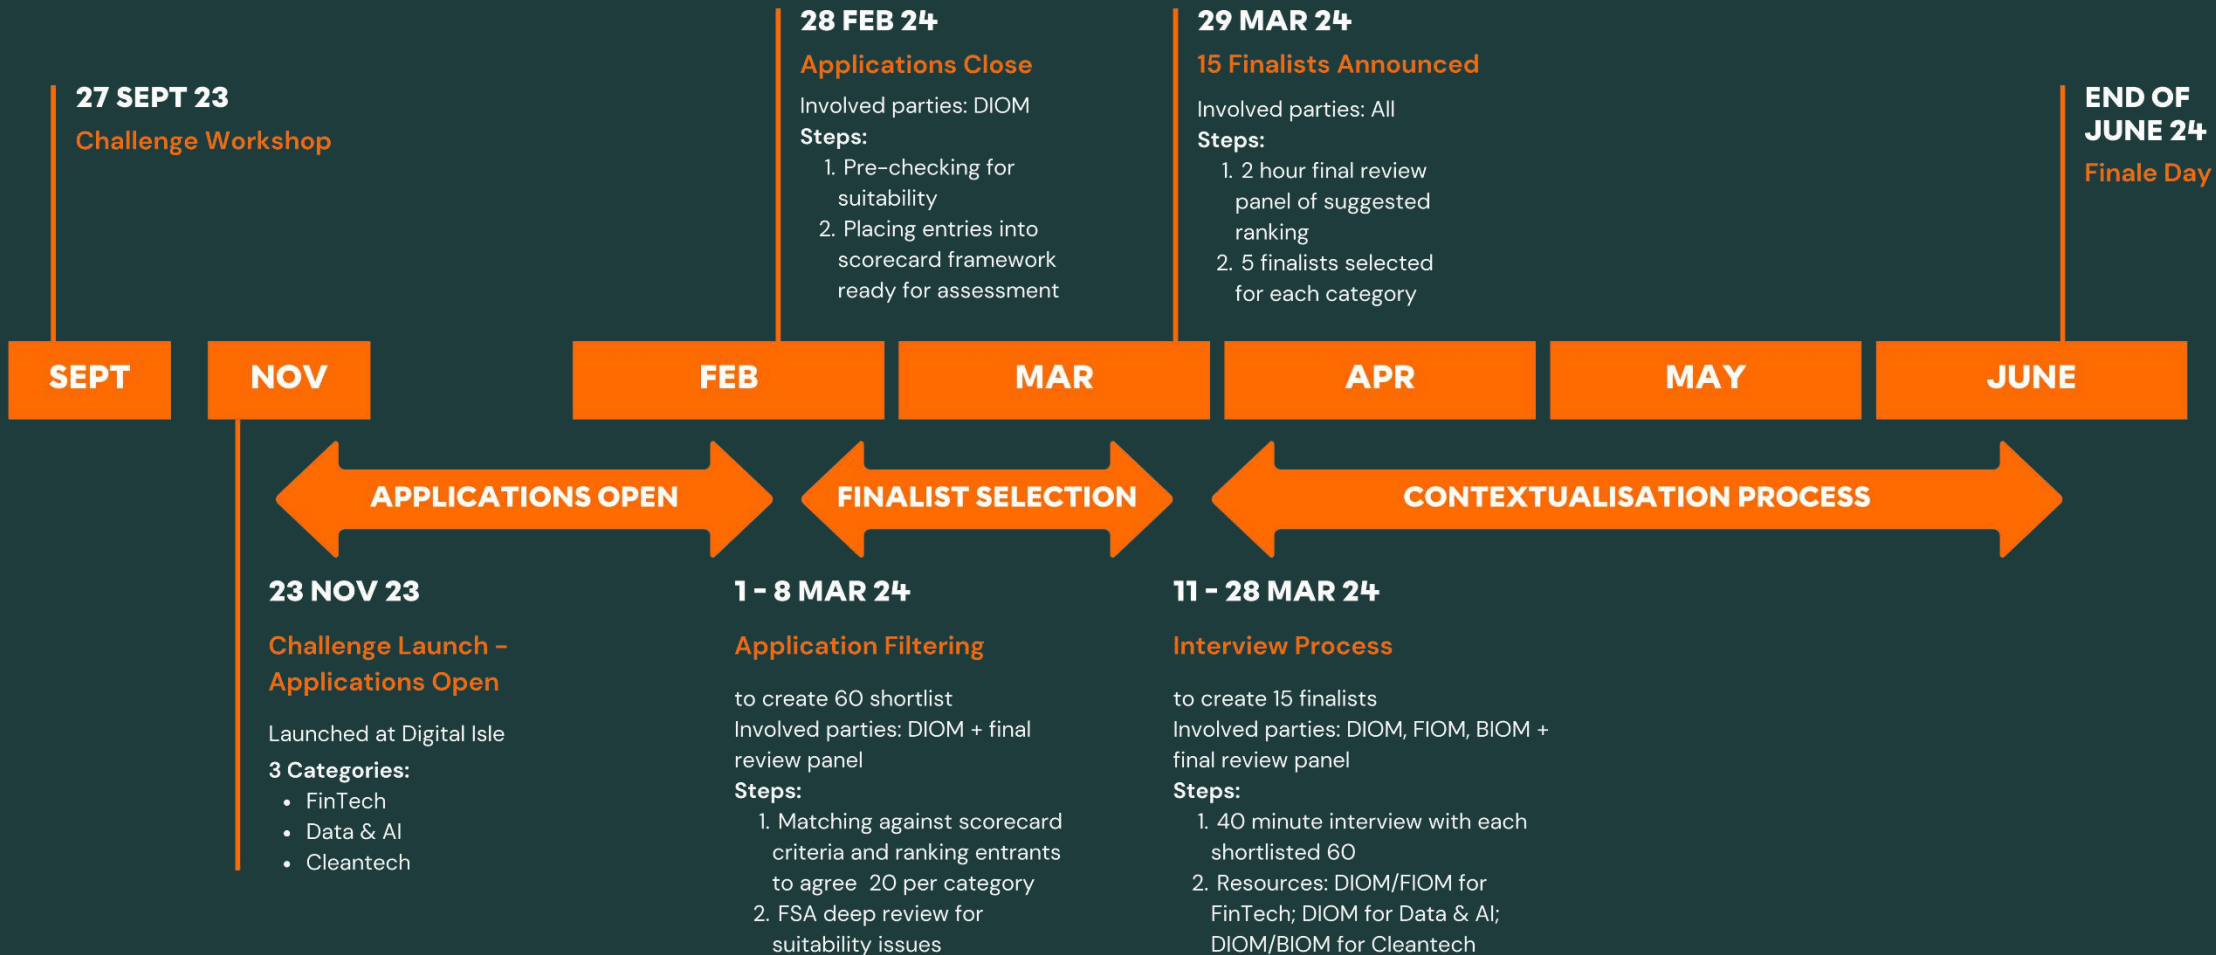 27 SEPT 23
Challenge Workshop
28 FEB 24
Applications Close
Involved parties: DIOM
Steps:
1. Pre-checking for
suitability
2. Placing entries into
scorecard framework
ready for assessment
29 MAR 24
15 Finalists Announced
Involved parties: All
Steps:
1. 2 hour final review
panel of suggested
ranking
2. 5 finalists selected
for each category
END OF
JUNE 24
Finale Day
SEPT
NOV
FEB
MAR
APR
MAY
JUNE
APPLICATIONS OPEN
FINALIST SELECTION
CONTEXTUALISATION PROCESS
23 NOV 23
Challenge Launch -
Applications Open
Launched at Digital Isle
3 Categories:
• FinTech
• Data & AI
• Cleantech
1 - 8 MAR 24
Application Filtering
to create 60 shortlist
Involved parties: DIOM + final
review panel
Steps:
1. Matching against scorecard
criteria and ranking entrants
to agree 20 per category
2. FSA deep review for
suitability issues
11 - 28 MAR 24
Interview Process
to create 15 finalists
Involved parties: DIOM, FIOM, BIOM +
final review panel
Steps:
1. 40 minute interview with each
shortlisted 60
2. Resources: DIOM/FIOM for
FinTech; DIOM for Data & AI;
DIOM/BIOM for Cleantech